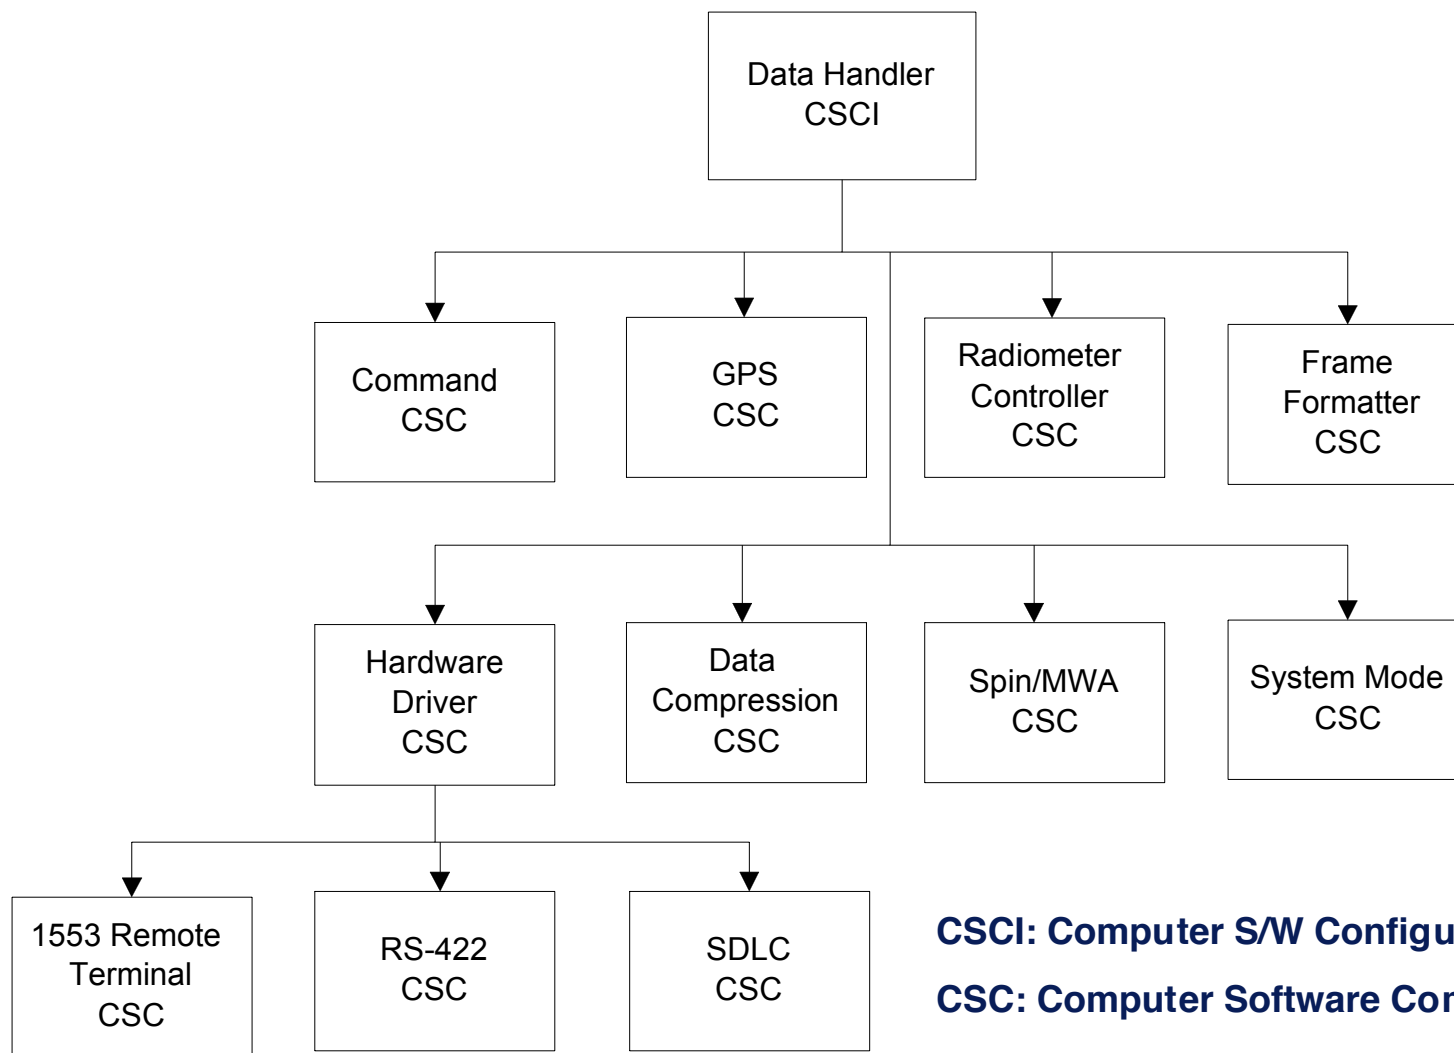 Data Handler
CSCI
Command
CSC
GPS
CSC
Radiometer
Controller
CSC
Frame
Formatter
CSC
Hardware
Driver
CSC
Data
Compression
CSC
Spin/MWA
CSC
System Mode
CSC
1553 Remote
Terminal
CSC
RS-422
CSC
SDLC
CSC
CSCI: Computer S/W
CSC: Computer Software